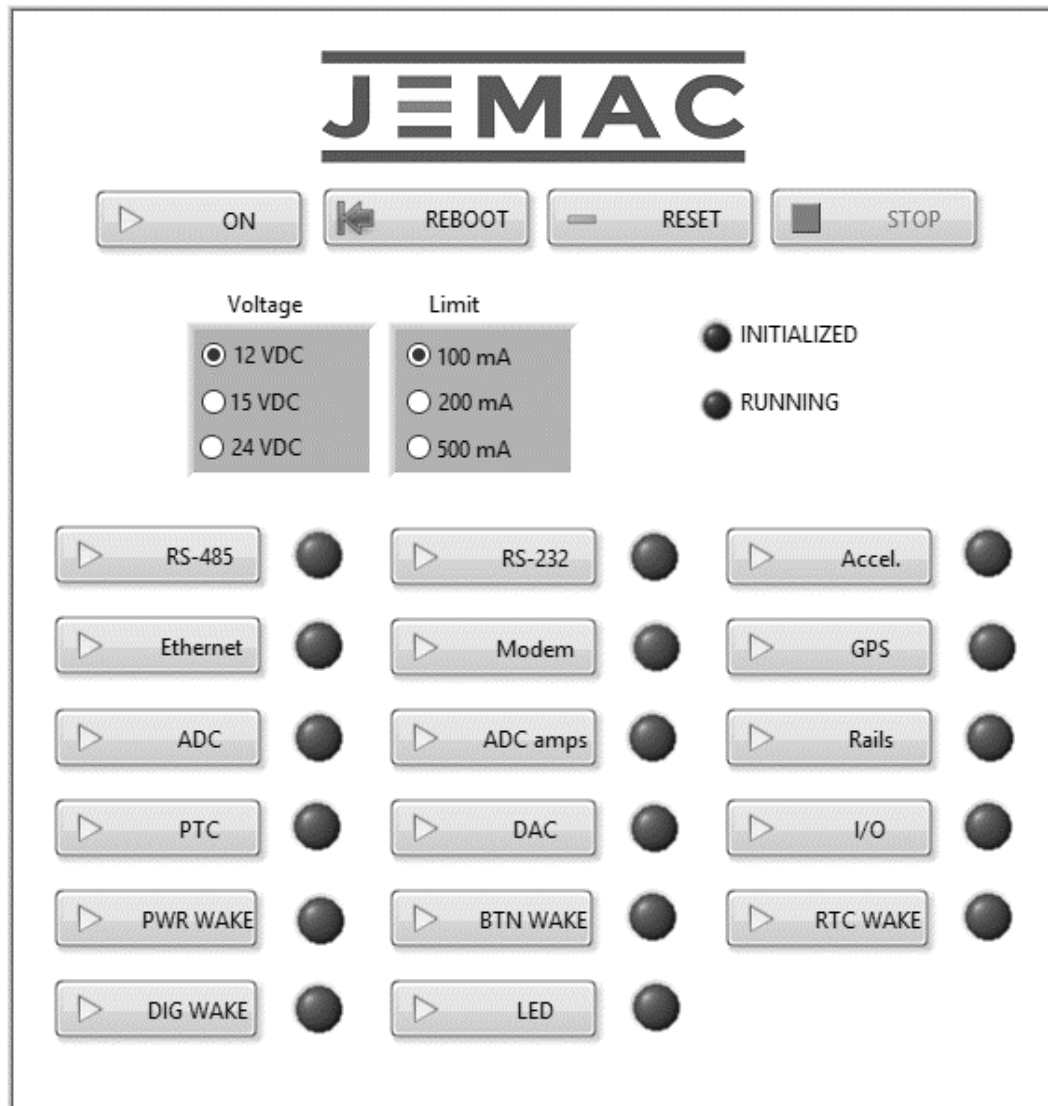 JEMAC
ON REBOOT RESET STOP
Voltage Limit
INITIALIZED
12 VDC 100 mA
RUNNING
15 VDC 200 mA
24 VDC 500 mA
RS-485 RS-232 Accel.
Ethernet Modem GPS
ADC ADC amps Rails
PTC DAC I/O
PWR WAKE BTN WAKE RTC WAKE
DIG WAKE LED